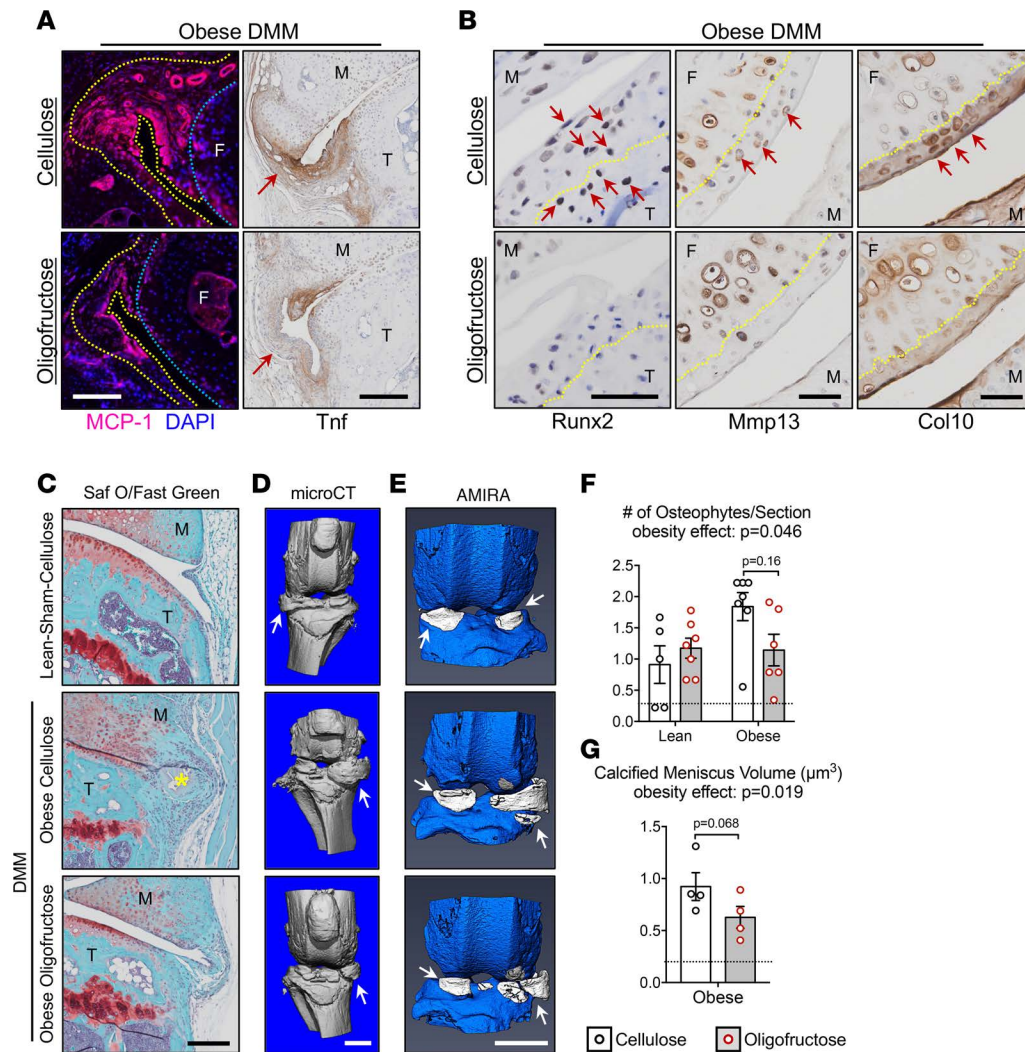 A
Obese DMM
Cellulose
Oligofructose
F
M
T
F
M
T
MCP-1 DAPI
Tnf
B
Obese DMM
Cellulose
Oligofructose
M
T
F
M
F
M
M
T
F
M
F
M
Runx2
Mmp13
Col10
C
Saf O/Fast Green
D
microCT
E
AMIRA
Lean-Sham-Cellulose
DMM
Obese Cellulose
Obese Oligofructose
M
T
M
*
T
M
T
F
# of Osteophytes/Section
obesity effect: p=0.046
p=0.16
2.5
2.0
1.5
1.0
0.5
0.0
Lean
Obese
G
Calcified Meniscus Volume (µm³)
obesity effect: p=0.019
p=0.068
1.5
1.0
0.5
0.0
Obese
Cellulose
Oligofructose